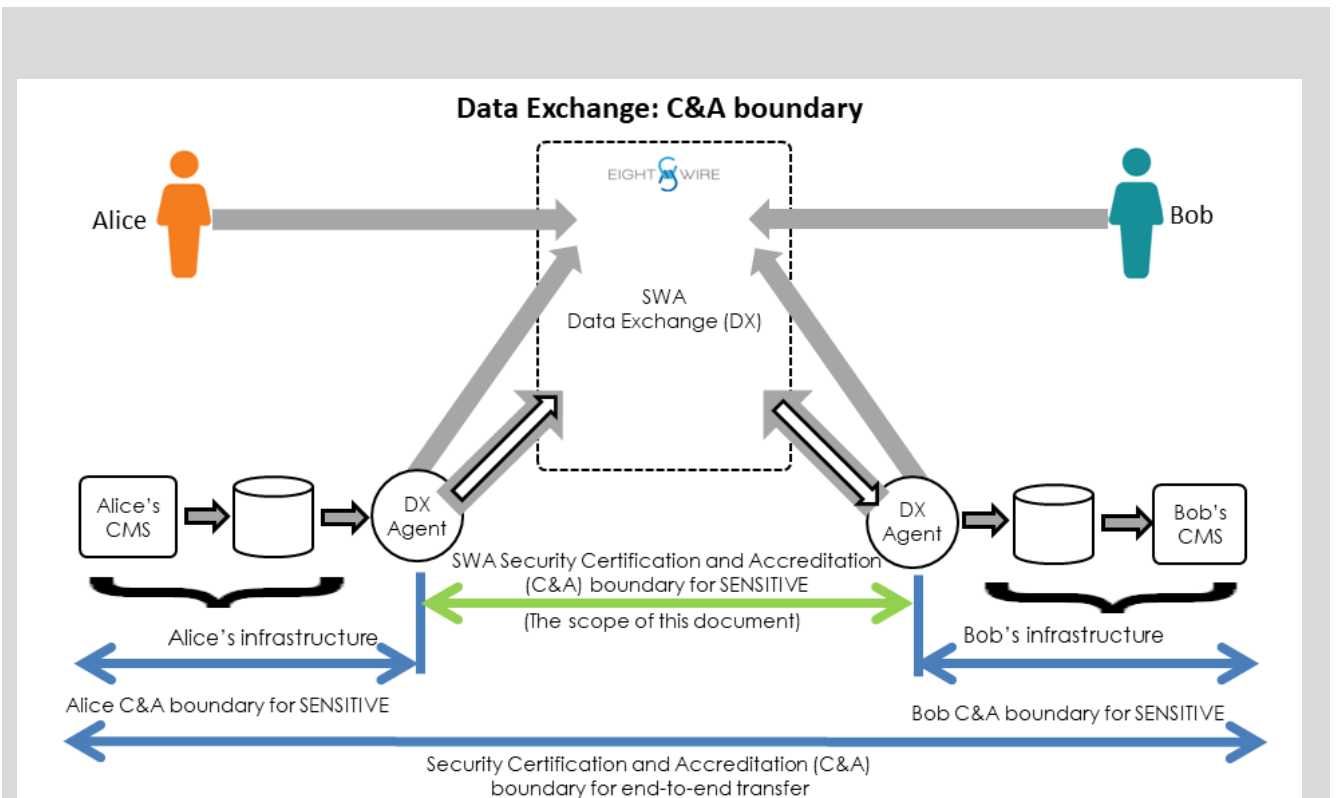 Data Exchange: C&A boundary
EIGHT WIRE
Alice
Bob
SWA
Data Exchange (DX)
Alice's
CMS
DX
Agent
DX
Agent
Bob's
CMS
SWA Security Certification and Accreditation
(C&A) boundary for SENSITIVE
(The scope of this document)
Alice's infrastructure
Bob's infrastructure
Alice C&A boundary for SENSITIVE
Bob C&A boundary for SENSITIVE
Security Certification and Accreditation (C&A)
boundary for end-to-end transfer